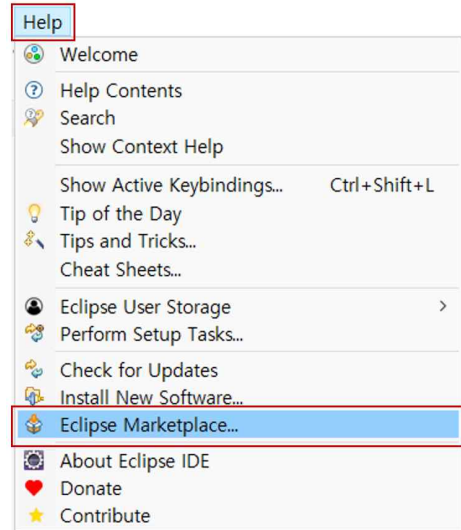 Help
Welcome
Help Contents
Search
Show Context Help
Show Active Keybindings... Ctrl+Shift+L
Tip of the Day
Tips and Tricks...
Cheat Sheets...
Eclipse User Storage
Perform Setup Tasks...
Check for Updates
Install New Software...
Eclipse Marketplace...
About Eclipse IDE
Donate
Contribute